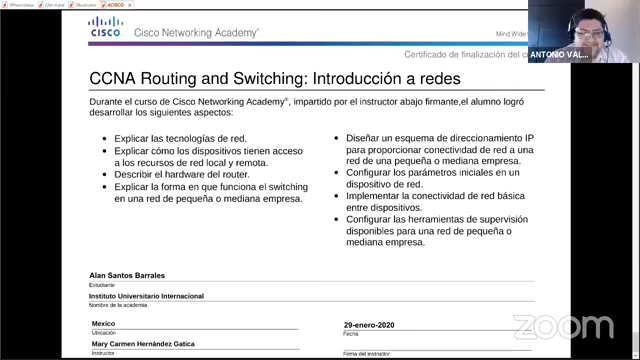 1Photoshop
2Animate
3Illustrator
4CISCO
ANTONIO VAL...
CISCO
Cisco Networking Academy®
Mind Wide
Certificado de finalización del
CCNA Routing and Switching: Introducción a redes
Durante el curso de Cisco Networking Academy®, impartido por el instructor abajo firmante,el alumno logró
desarrollar los siguientes aspectos:
• Explicar las tecnologías de red.
• Explicar cómo los dispositivos tienen acceso
a los recursos de red local y remota.
• Describir el hardware del router.
• Explicar la forma en que funciona el switching
en una red de pequeña o mediana empresa.
• Diseñar un esquema de direccionamiento IP
para proporcionar conectividad de red a una
red de una pequeña o mediana empresa.
• Configurar los parámetros iniciales en un
dispositivo de red.
• Implementar la conectividad de red básica
entre dispositivos.
• Configurar las herramientas de supervisión
disponibles para una red de pequeña o
mediana empresa.
Alan Santos Barrales
Estudiante
Instituto Universitario Internacional
Nombre de la academia
Mexico
Ubicación
29-enero-2020
Fecha
Mary Carmen Hernández Gatica
Instructor
Firma del instructor
zoom